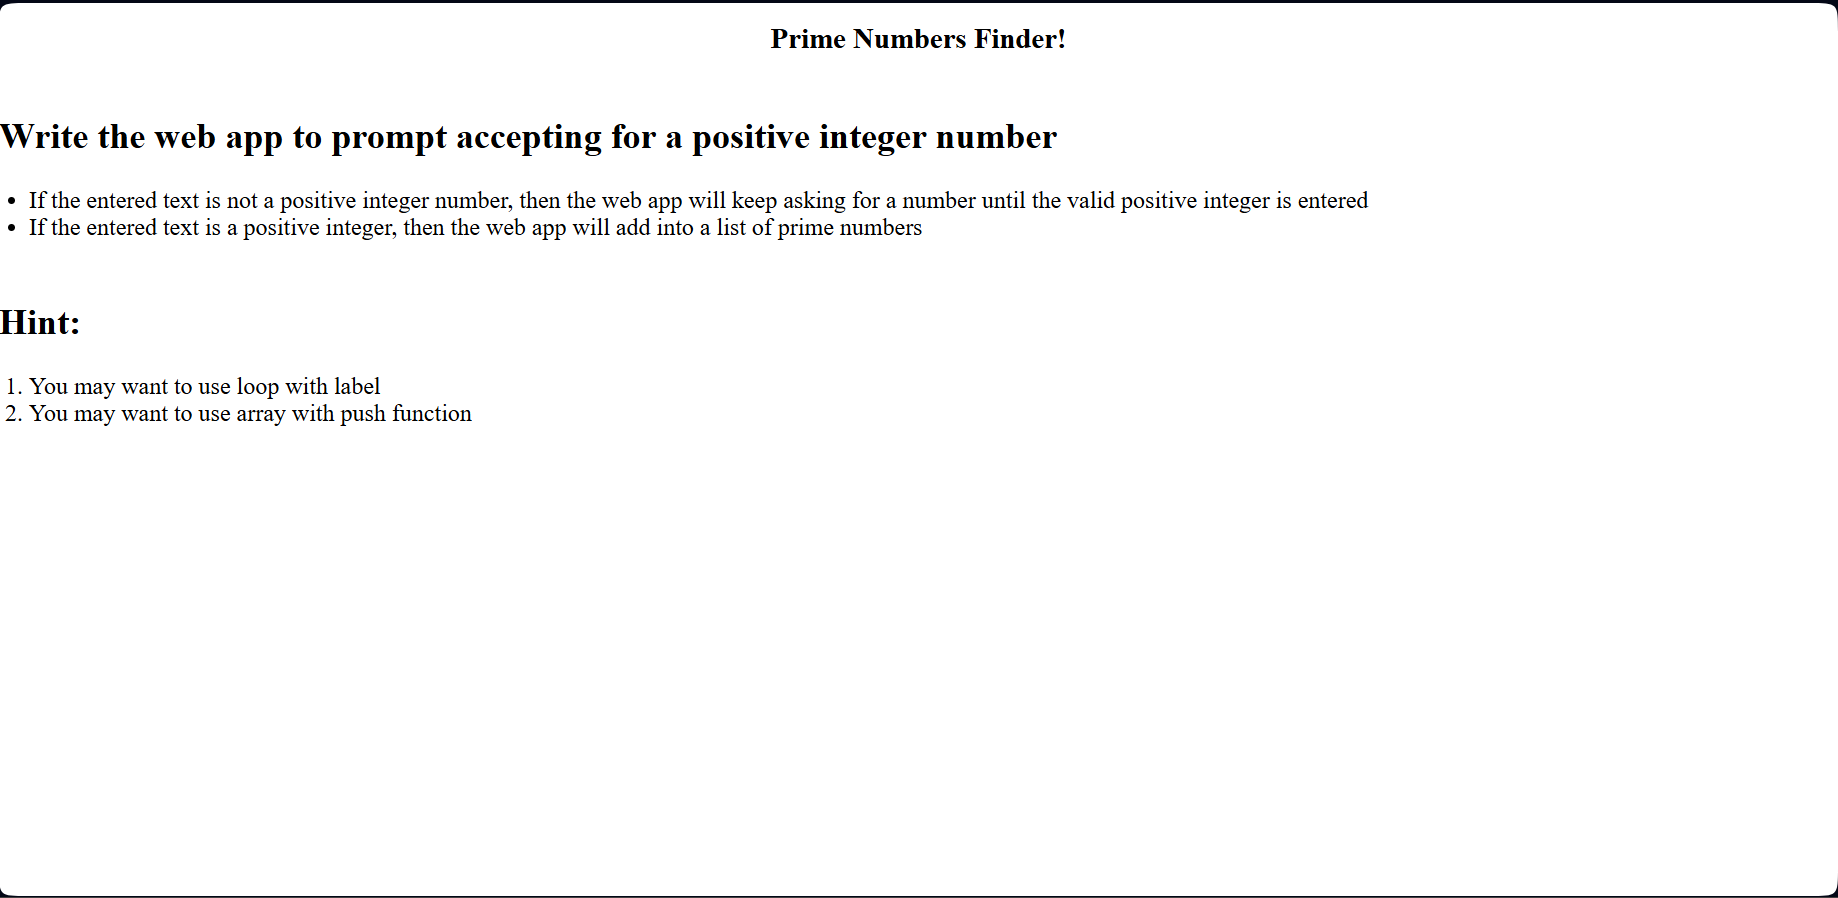 Prime Numbers Finder!
Write the web app to prompt accepting for a positive integer number
• If the entered text is not a positive integer number, then the web app will keep asking for a number until the valid positive integer is entered
• If the entered text is a positive integer, then the web app will add into a list of prime numbers
Hint:
1. You may want to use loop with label
2. You may want to use array with push function